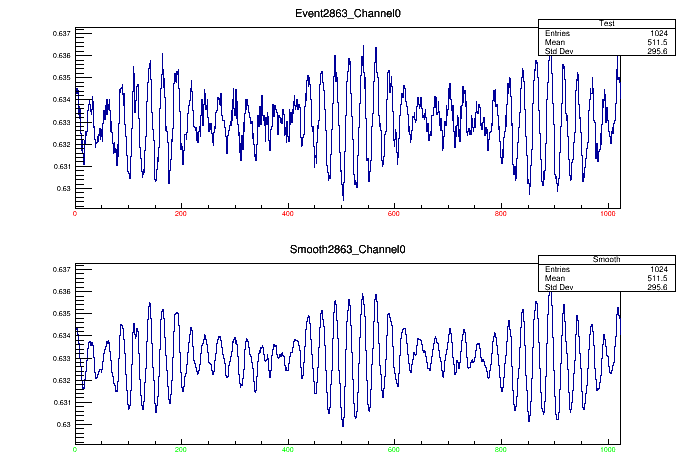 Event2863_Channel0
Test
Entries 1024
Mean 511.5
Std Dev 295.6
0.637
0.636
0.635
0.634
0.633
0.632
0.631
0.63
0 200 400 600 800 1000
Smooth2863_Channel0
Smooth
Entries 1024
Mean 511.5
Std Dev 295.6
0.637
0.636
0.635
0.634
0.633
0.632
0.631
0.63
0 200 400 600 800 1000